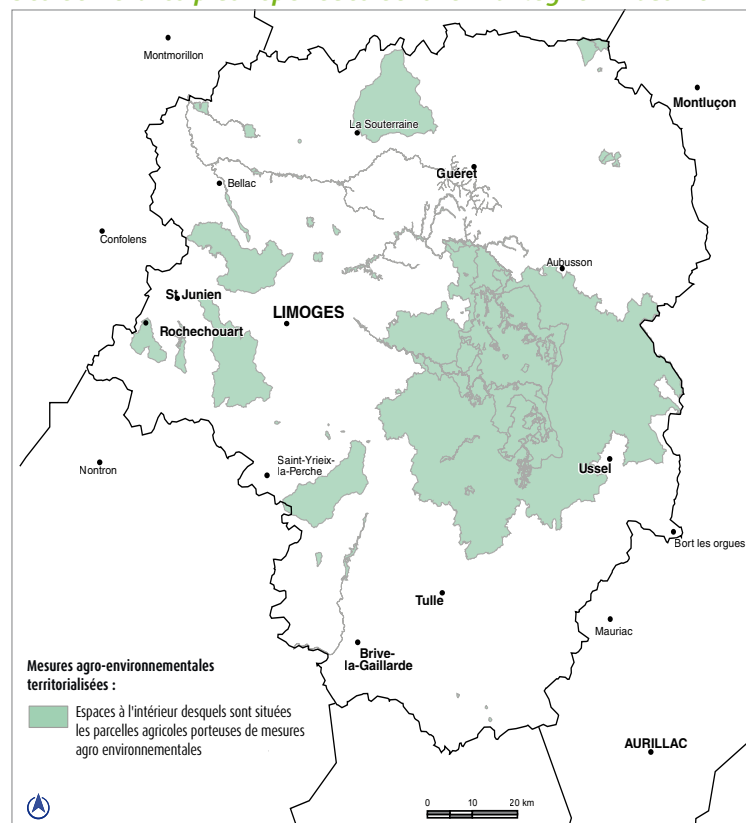 Montmorillon
Montluçon
La Souterraine
Guéret
Bellac
Confolens
Aubusson
St Junien
LIMOGES
Rochechouart
Saint-Yrieix-
la-Perche
Ussel
Nontron
Bort les orgues
Tulle
Mauriac
Brive-
la-Gaillarde
Mesures agro-environnementales
territorialisées :
Espaces à l'intérieur desquels sont situées
les parcelles agricoles porteuses de mesures
agro environnementales
AURILLAC
0 10 20 km